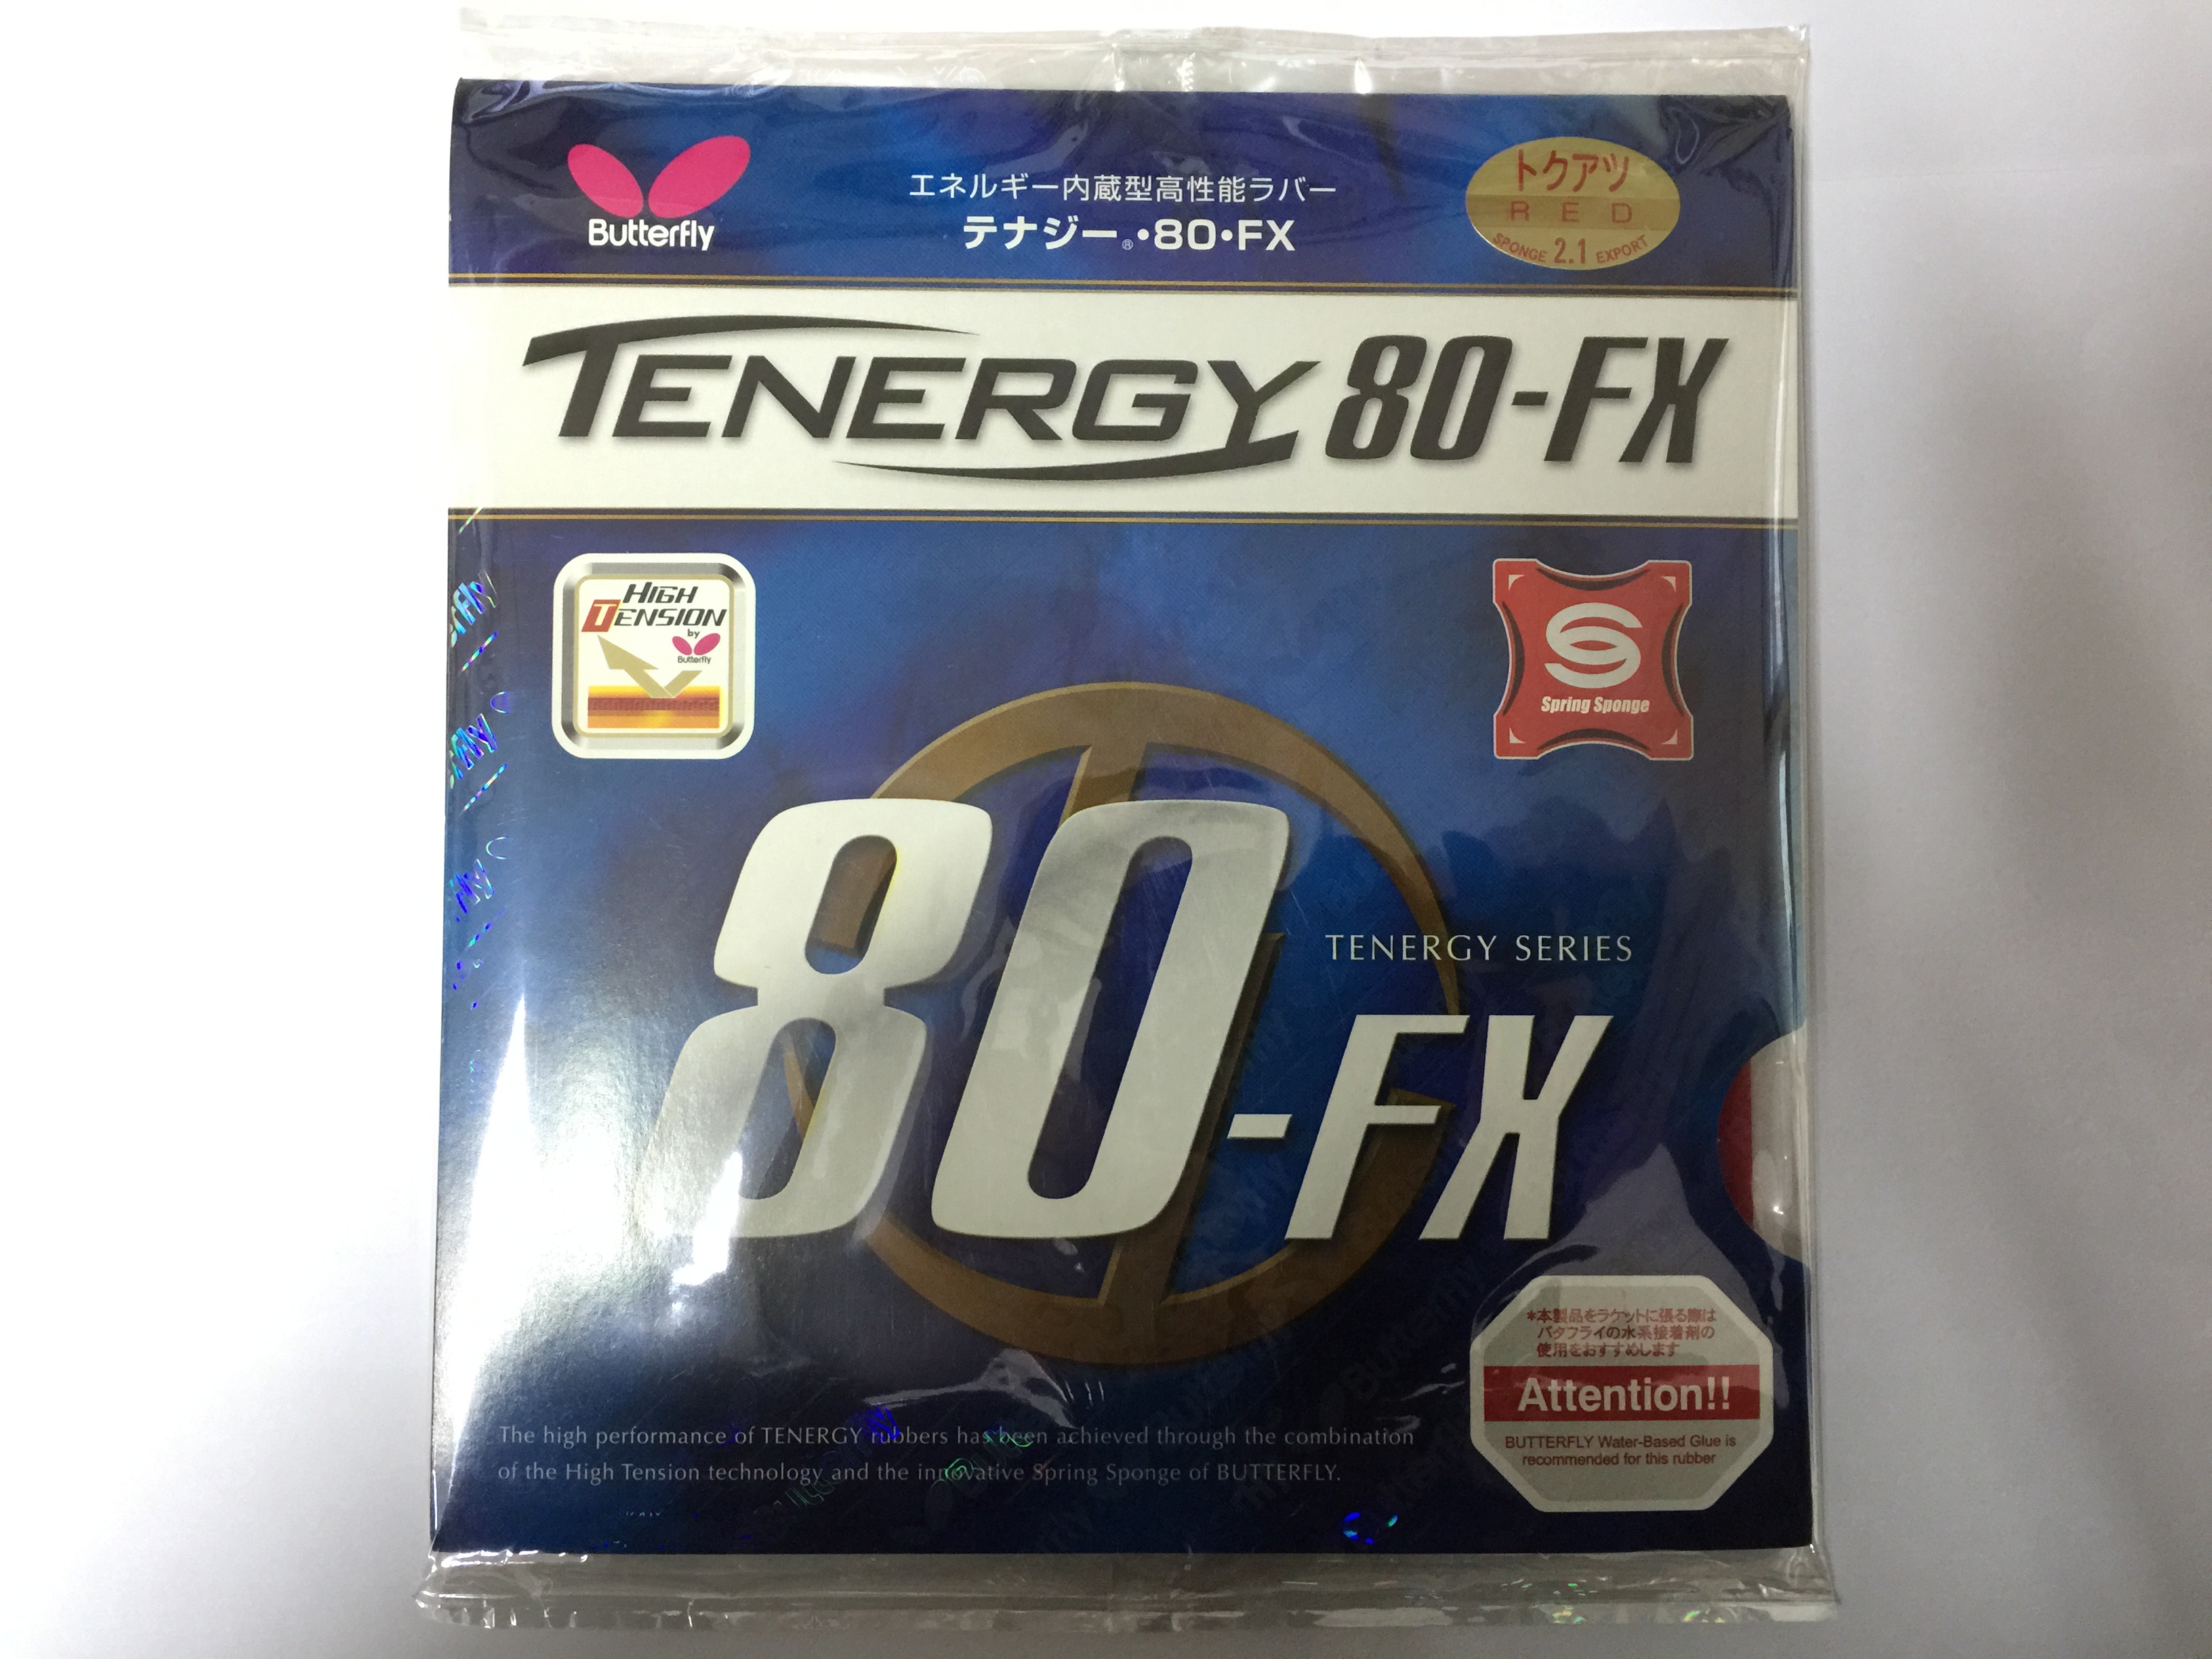 Butterfly
エネルギー内蔵型高性能ラバー
テナジー®・80・FX
トクアツ
RED
SPONGE 2.1 EXPORT
TENERGY 80-FX
HIGH
TENSION
by
Butterfly
S
Spring Sponge
80-FX
TENERGY SERIES
*本製品をラケットに張る際は
バタフライの水系接着剤の
使用をおすすめします
Attention!!
BUTTERFLY Water-Based Glue is
recommended for this rubber
The high performance of TENERGY rubbers has been achieved through the combination
of the High Tension technology and the innovative Spring Sponge of BUTTERFLY.